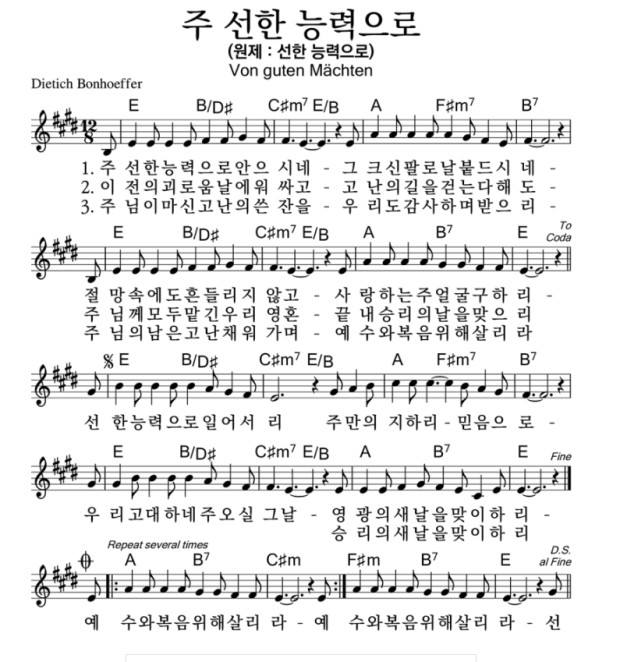 주 선한 능력으로
(원제 : 선한 능력으로)
Von guten Mächten
Dietich Bonhoeffer
E B/D♯ C♯m7 E/B A F♯m7 B7
12/8
1. 주 선한능력으로안으 시네 - 그 크신팔로날붙드시 네 -
2. 이 전의괴로움날에워 싸고 - 고 난의길을걷는다해 도 -
3. 주 님이마신고난의쓴 잔을 - 우 리도감사하며받으 리 -
E B/D♯ C♯m7 E/B A B7 E To Coda
절 망속에도흔들리지 않고 - 사 랑하는주얼굴구하 리 -
주 님께모두맡긴우리 영혼 - 끝 내승리의날을맞으 리
주 님의남은고난채워 가며 - 예 수와복음위해살리 라
E B/D♯ C♯m7 E/B A F♯m7 B7
선 한능력으로일어서 리 주만의 지하리- 믿음으 로-
E B/D♯ C♯m7 E/B A B7 E Fine
우 리고대하네주오실 그날 - 영 광의새날을맞이하 리 -
승 리의새날을맞이하 리
Repeat several times
A B7 C♯m F♯m B7 E D.S. al Fine
예 수와복음위해살리 라-예 수와복음위해살리 라-선